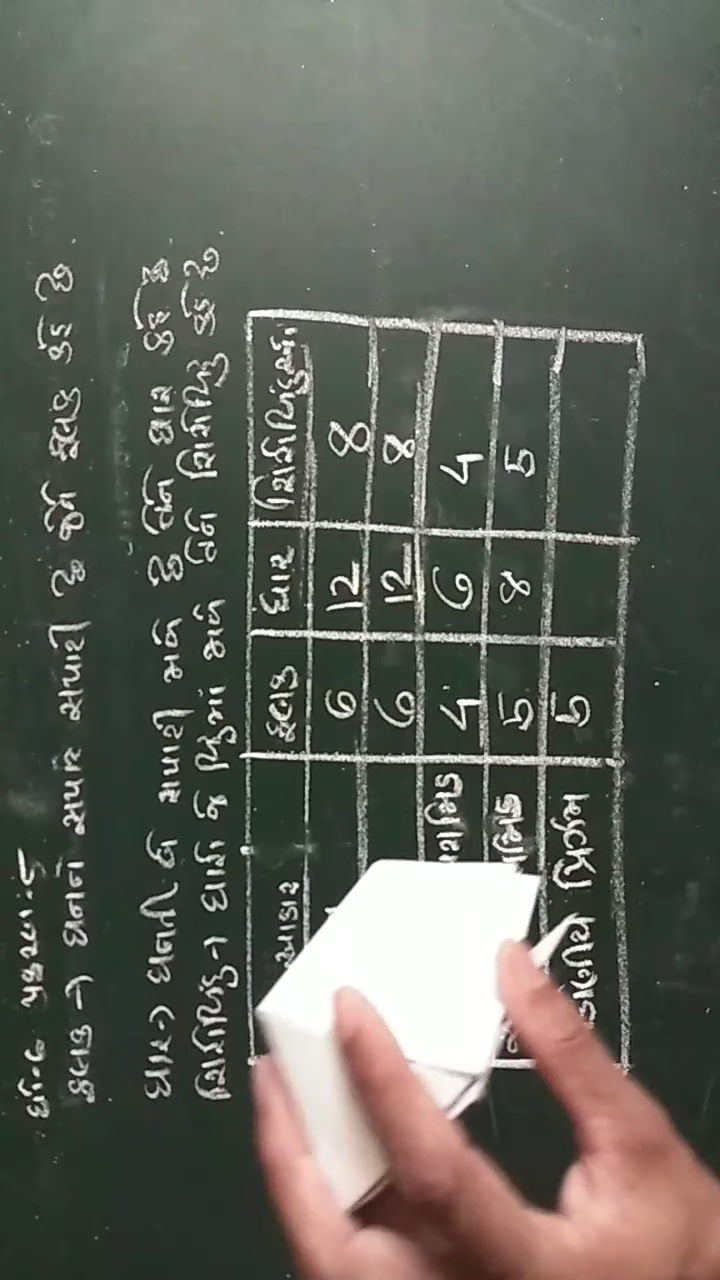 ધો-૮ પ્રકરણ-૬
ફલક → ઘનને સપાટ સપાટી છે જેને ફલક કહે છે.
ધાર → ઘનની બે સપાટી મળે છે તેને ધાર કહે છે
શિરોબિંદુ → ધારો જે બિંદુમાં મળે તેને શિરોબિંદુ કહે છે.
આકાર ફલક ધાર શિરોબિંદુઓ
6 12 8
6 12 8
4 6 4
5 8 5
ત્રિકોણીય પ્રિઝમ 5